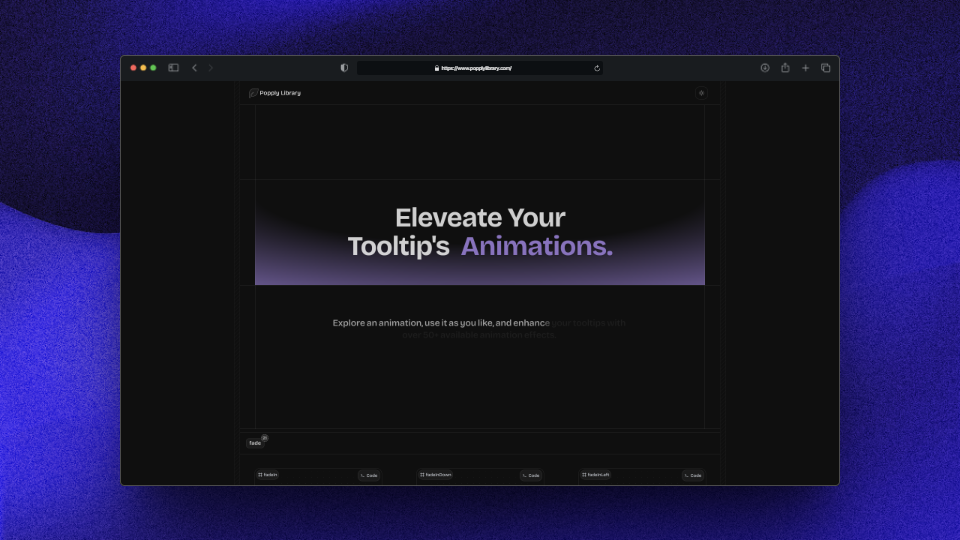 https://www.popplylibrary.com/
Popply Library
Eleveate Your
Tooltip's Animations.
Explore an animation, use it as you like, and enhance your tooltips with
fade
fadeIn
Code
fadeInDown
Code
fadeInLeft
Code